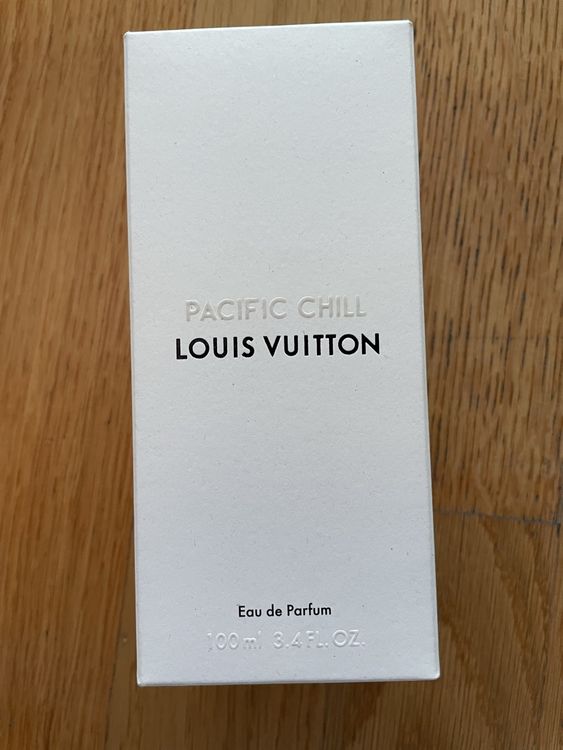 PACIFIC CHILL
LOUIS VUITTON
Eau de Parfum
100 ml 3.4 FL. OZ.